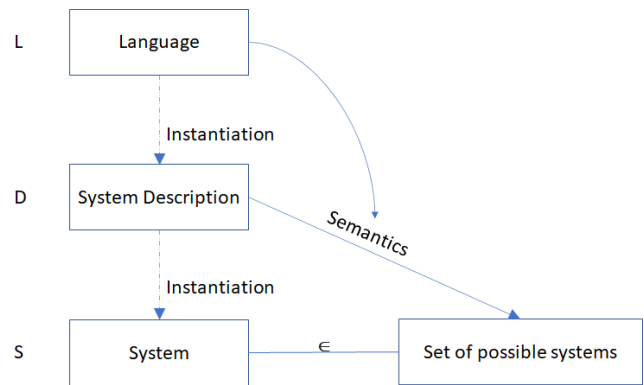 L
Language
Instantiation
D
System Description
Semantics
Instantiation
S
System
∈
Set of possible systems